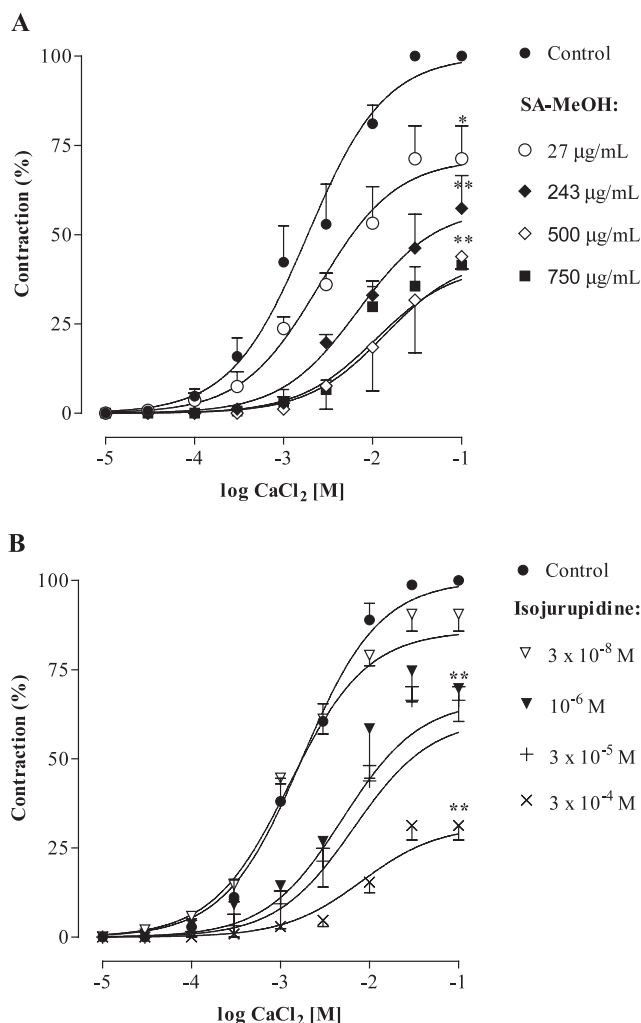 A
100
75
50
25
0
Contraction (%)
-5 -4 -3 -2 -1
log CaCl₂ [M]
*
**
**
Control
SA-MeOH:
27 µg/mL
243 µg/mL
500 µg/mL
750 µg/mL
B
100
75
50
25
0
Contraction (%)
-5 -4 -3 -2 -1
log CaCl₂ [M]
**
**
Control
Isojurupidine:
3 x 10⁻⁸ M
10⁻⁶ M
3 x 10⁻⁵ M
3 x 10⁻⁴ M